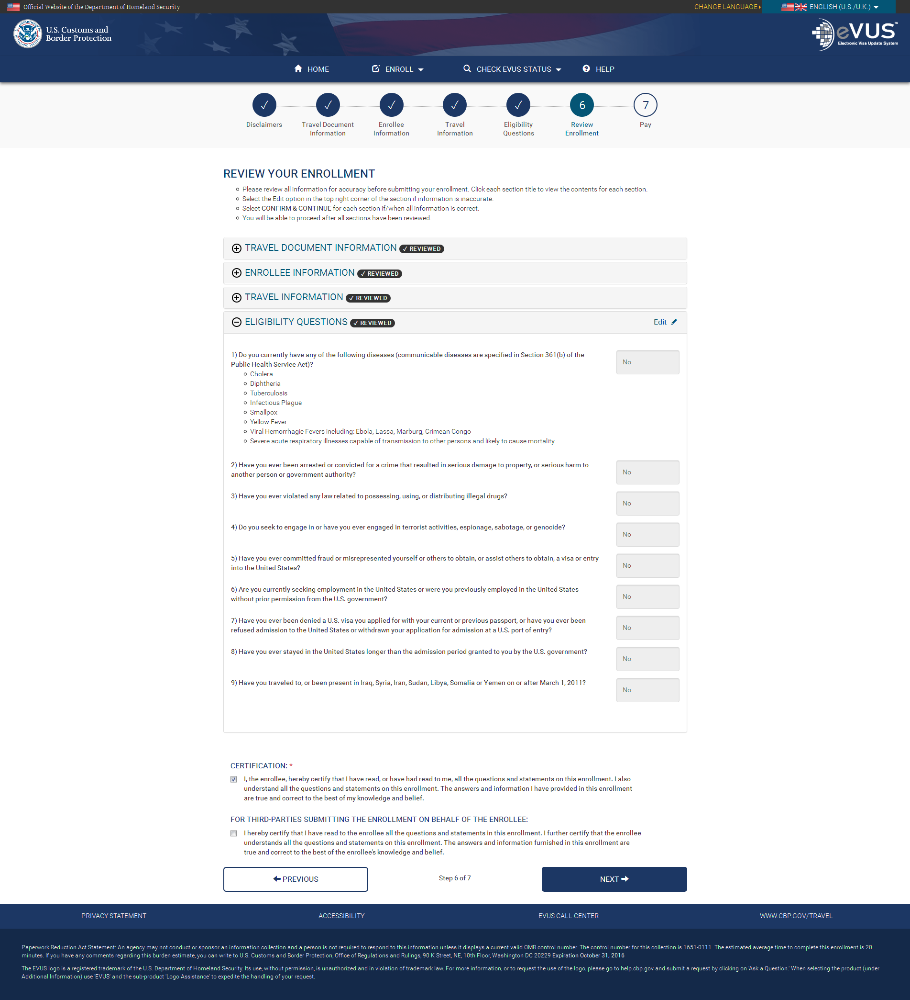 Official Website of the Department of Homeland Security
CHANGE LANGUAGE
ENGLISH (U.S./U.K.)
U.S. Customs and
Border Protection
eVUS™
Electronic Visa Update System
HOME
ENROLL
CHECK EVUS STATUS
HELP
✓ ✓ ✓ ✓ ✓ 6 7
Disclaimers
Travel Document
Information
Enrollee
Information
Travel
Information
Eligibility
Questions
Review
Enrollment
Pay
REVIEW YOUR ENROLLMENT
Please review all information for accuracy before submitting your enrollment. Click each section title to view the contents for each section.
Select the Edit option in the top right corner of the section if information is inaccurate.
Select CONFIRM & CONTINUE for each section if/when all information is correct.
You will be able to proceed after all sections have been reviewed.
TRAVEL DOCUMENT INFORMATION ✓ REVIEWED
ENROLLEE INFORMATION ✓ REVIEWED
TRAVEL INFORMATION ✓ REVIEWED
ELIGIBILITY QUESTIONS ✓ REVIEWED
Edit
1) Do you currently have any of the following diseases (communicable diseases are specified in Section 361(b) of the
Public Health Service Act)?
No
Cholera
Diphtheria
Tuberculosis
Infectious Plague
Smallpox
Yellow Fever
Viral Hemorrhagic Fevers including: Ebola, Lassa, Marburg, Crimean Congo
Severe acute respiratory illnesses capable of transmission to other persons and likely to cause mortality
2) Have you ever been arrested or convicted for a crime that resulted in serious damage to property, or serious harm to
another person or government authority?
No
3) Have you ever violated any law related to possessing, using, or distributing illegal drugs?
No
4) Do you seek to engage in or have you ever engaged in terrorist activities, espionage, sabotage, or genocide?
No
5) Have you ever committed fraud or misrepresented yourself or others to obtain, or assist others to obtain, a visa or entry
into the United States?
No
6) Are you currently seeking employment in the United States or were you previously employed in the United States
without prior permission from the U.S. government?
No
7) Have you ever been denied a U.S. visa you applied for with your current or previous passport, or have you ever been
refused admission to the United States or withdrawn your application for admission at a U.S. port of entry?
No
8) Have you ever stayed in the United States longer than the admission period granted to you by the U.S. government?
No
9) Have you traveled to, or been present in Iraq, Syria, Iran, Sudan, Libya, Somalia or Yemen on or after March 1, 2011?
No
CERTIFICATION: *
I, the enrollee, hereby certify that I have read, or have had read to me, all the questions and statements on this enrollment. I also
understand all the questions and statements on this enrollment. The answers and information I have provided in this enrollment
are true and correct to the best of my knowledge and belief.
FOR THIRD-PARTIES SUBMITTING THE ENROLLMENT ON BEHALF OF THE ENROLLEE:
I hereby certify that I have read to the enrollee all the questions and statements in this enrollment. I further certify that the enrollee
understands all the questions and statements on this enrollment. The answers and information furnished in this enrollment are
true and correct to the best of the enrollee's knowledge and belief.
PREVIOUS
Step 6 of 7
NEXT
PRIVACY STATEMENT
ACCESSIBILITY
EVUS CALL CENTER
WWW.CBP.GOV/TRAVEL
Paperwork Reduction Act Statement: An agency may not conduct or sponsor an information collection and a person is not required to respond to this information unless it displays a current valid OMB control number. The control number for this collection is 1651-0111. The estimated average time to complete this enrollment is 20
minutes. If you have any comments regarding this burden estimate, you can write to U.S. Customs and Border Protection, Office of Regulations and Rulings, 90 K Street, NE, 10th Floor, Washington DC 20229 Expiration October 31, 2016
The EVUS logo is a registered trademark of the U.S. Department of Homeland Security. Its use, without permission, is unauthorized and in violation of trademark law. For more information, or to request the use of the logo, please go to help.cbp.gov and submit a request by clicking on 'Ask a Question.' When selecting the product (under
Additional Information) use 'EVUS' and the sub-product 'Logo Assistance' to expedite the handling of your request.